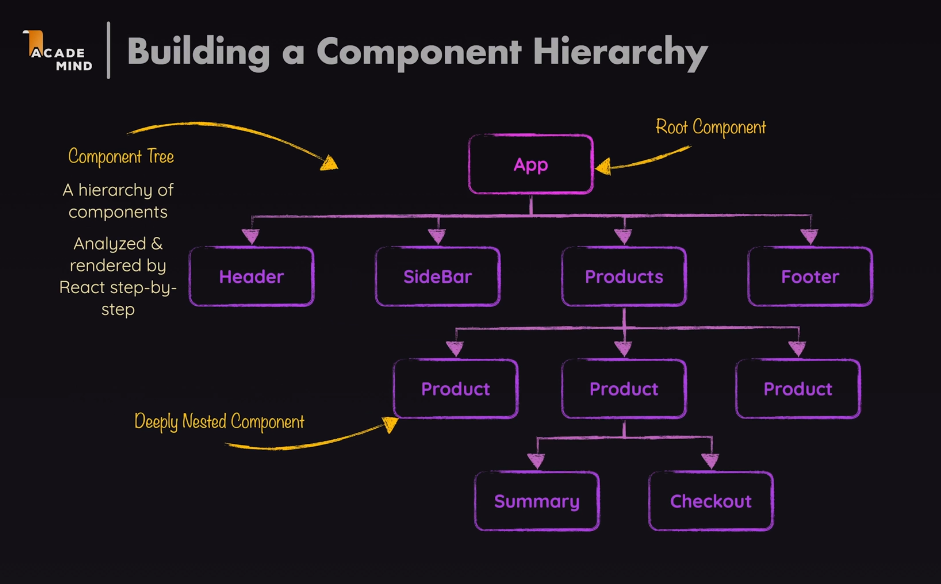 ACADE
MIND
Building a Component Hierarchy
Root Component
Component Tree
App
A hierarchy of
components
Analyzed &
rendered by
React step-by-
step
Header
SideBar
Products
Footer
Product
Product
Product
Deeply Nested Component
Summary
Checkout